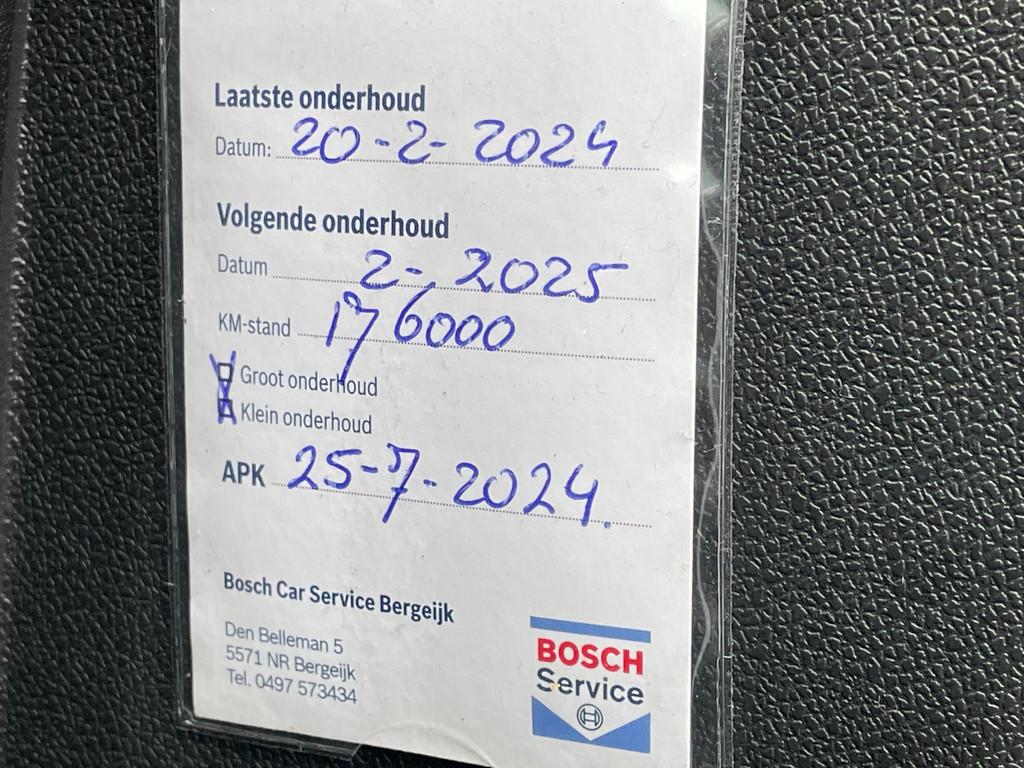 Laatste onderhoud
Datum: 20-2-2024
Volgende onderhoud
Datum 2-2025
KM-stand 176000
Groot onderhoud
Klein onderhoud
APK 25-7-2024.
Bosch Car Service Bergeijk
Den Belleman 5
5571 NR Bergeijk
Tel. 0497 573434
BOSCH
Service